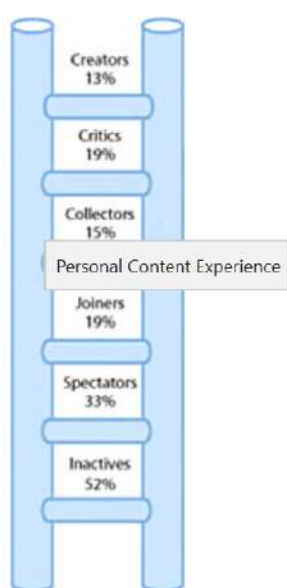 Creators
13%
Critics
19%
Collectors
15%
Personal Content Experience
Joiners
19%
Spectators
33%
Inactives
52%